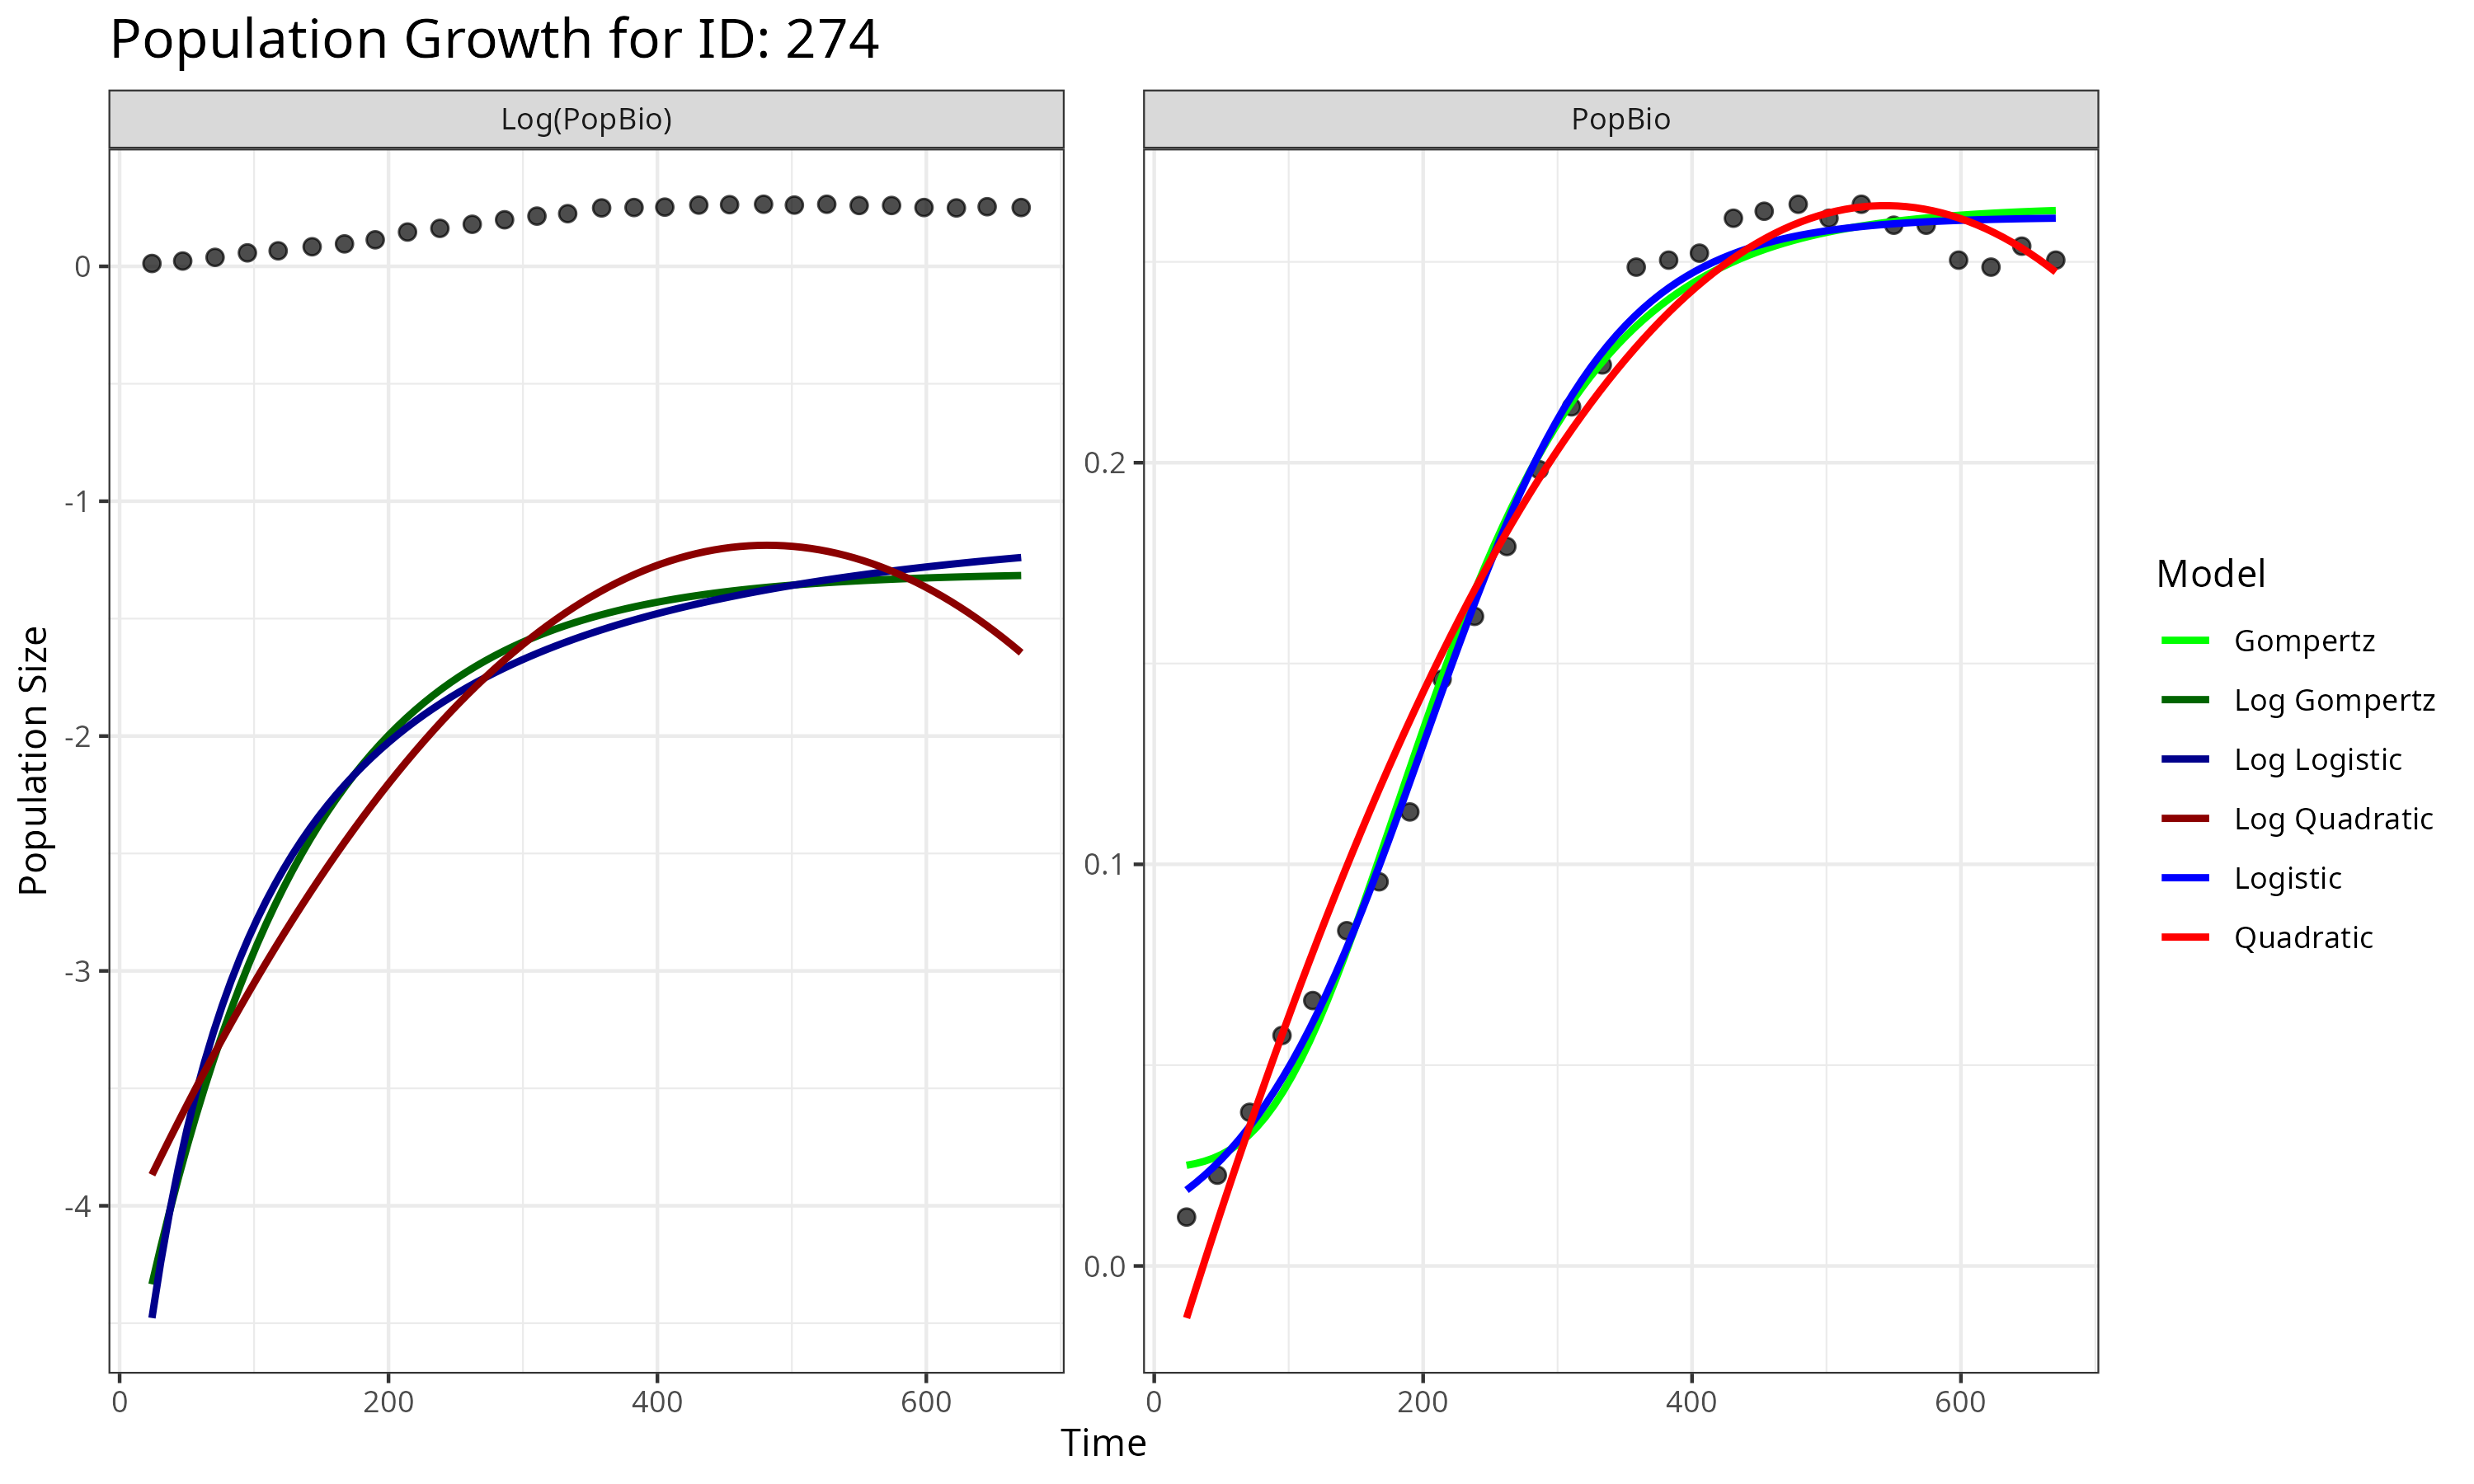 Population Growth for ID: 274
Log(PopBio)
PopBio
Population Size
0
-1
-2
-3
-4
0.2
0.1
0.0
0 200 400 600
0 200 400 600
Time
Model
Gompertz
Log Gompertz
Log Logistic
Log Quadratic
Logistic
Quadratic